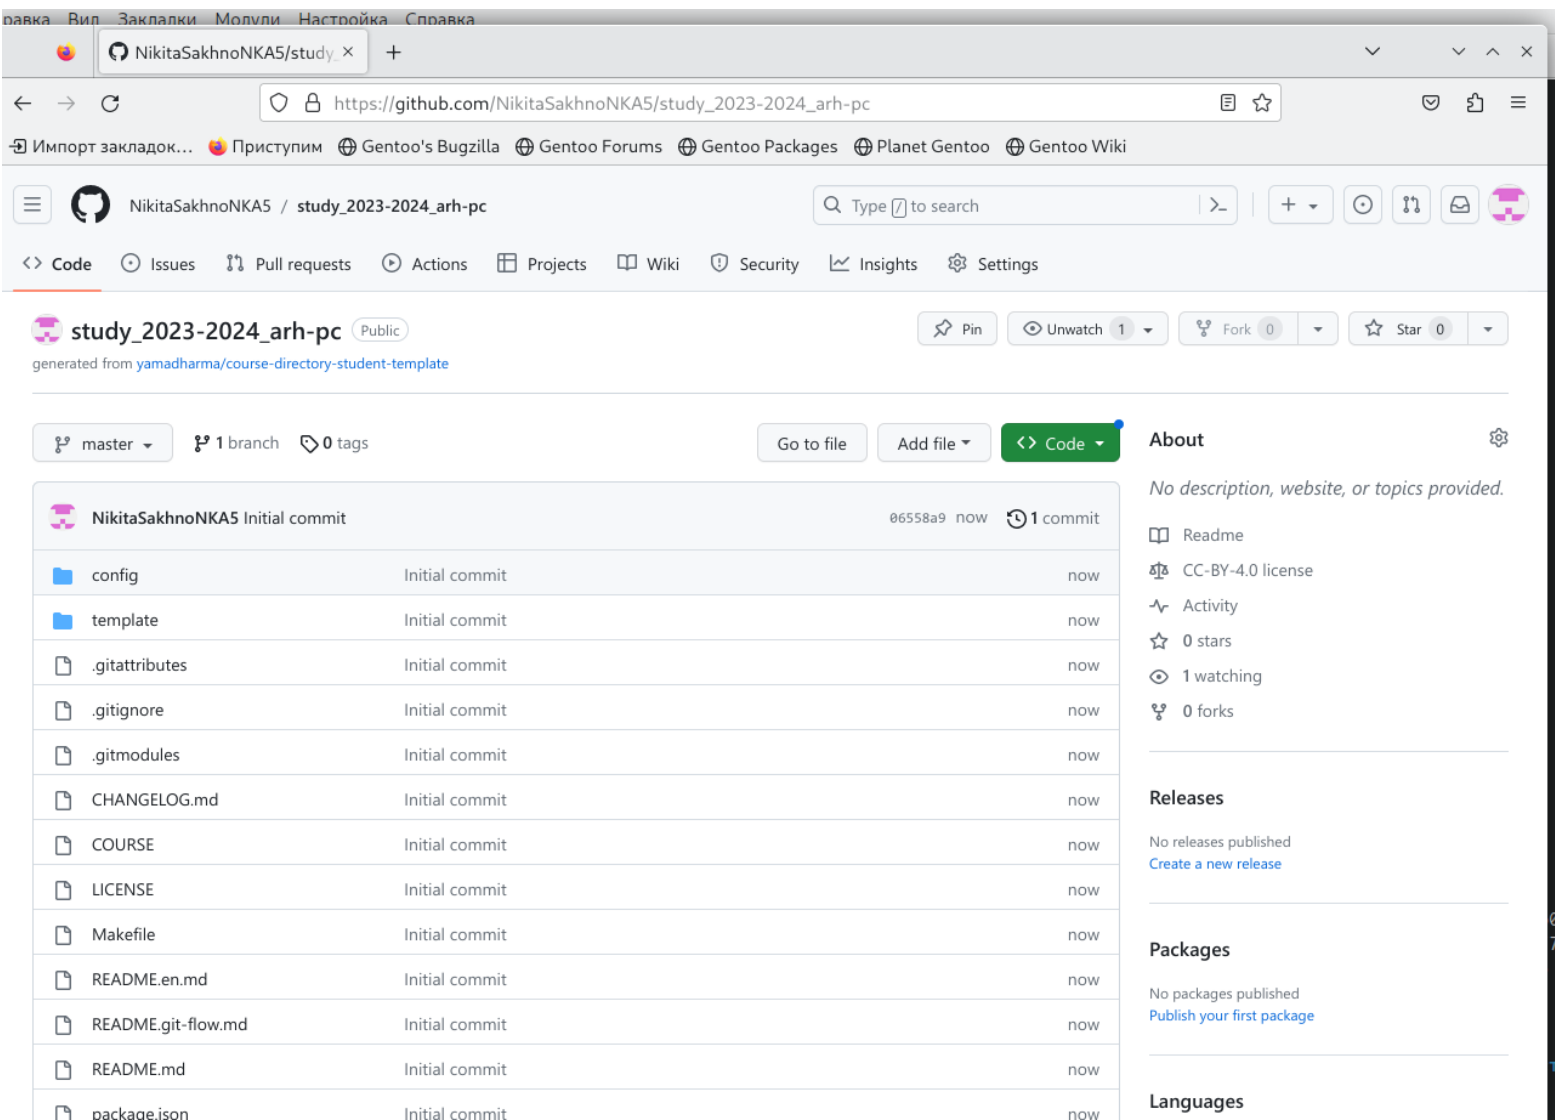 равка Вид Закладки Модули Настройка Справка
NikitaSakhnoNKA5/study_
https://github.com/NikitaSakhnoNKA5/study_2023-2024_arh-pc
Импорт закладок... Приступим Gentoo's Bugzilla Gentoo Forums Gentoo Packages Planet Gentoo Gentoo Wiki
NikitaSakhnoNKA5 / study_2023-2024_arh-pc Type / to search
Code Issues Pull requests Actions Projects Wiki Security Insights Settings
study_2023-2024_arh-pc Public Pin Unwatch 1 Fork 0 Star 0
generated from yamadharma/course-directory-student-template
master 1 branch 0 tags Go to file Add file Code
NikitaSakhnoNKA5 Initial commit 06558a9 now 1 commit
config Initial commit now
template Initial commit now
.gitattributes Initial commit now
.gitignore Initial commit now
.gitmodules Initial commit now
CHANGELOG.md Initial commit now
COURSE Initial commit now
LICENSE Initial commit now
Makefile Initial commit now
README.en.md Initial commit now
README.git-flow.md Initial commit now
README.md Initial commit now
package.json Initial commit now
About
No description, website, or topics provided.
Readme
CC-BY-4.0 license
Activity
0 stars
1 watching
0 forks
Releases
No releases published
Create a new release
Packages
No packages published
Publish your first package
Languages